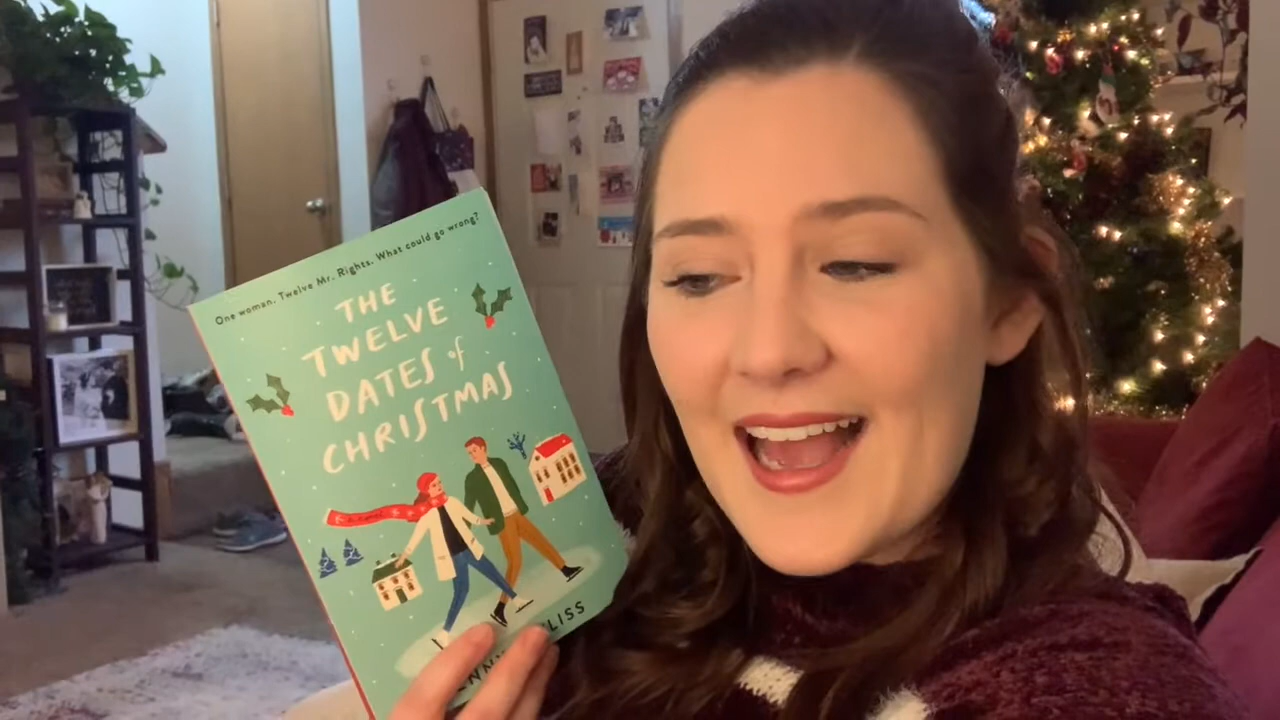 One woman. Twelve Mr. Rights. What could go wrong?
THE
TWELVE
DATES of
CHRISTMAS